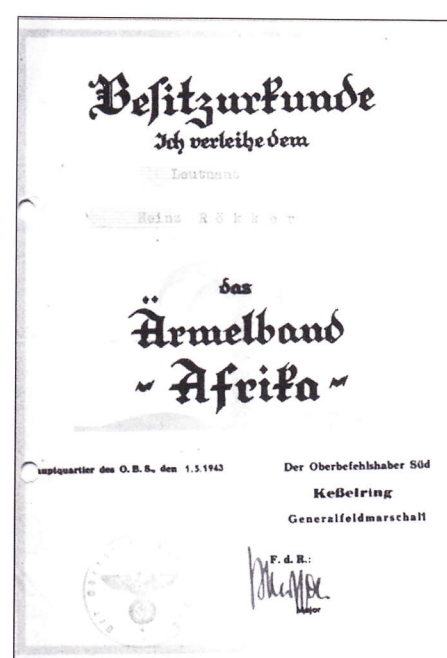 Besitzurkunde
Ich verleihe dem
Leutnant
Heinz Rökker
das
Ärmelband
"Afrika"
auptquartier des O. B. S., den 1.5.1943
Der Oberbefehlshaber Süd
Keßelring
Generalfeldmarschall
F. d. R.:
Major